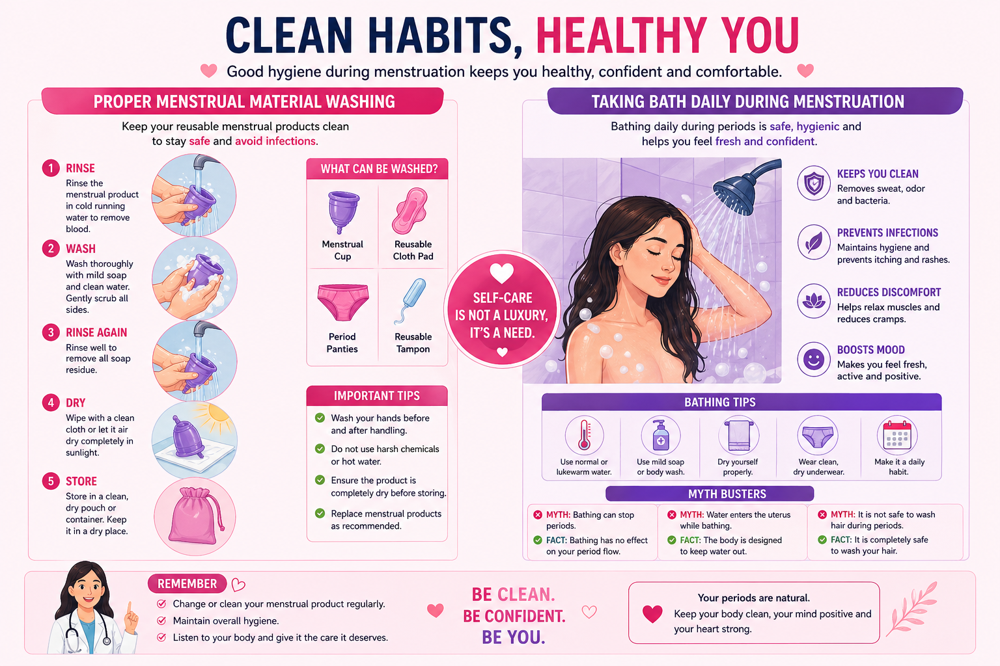 CLEAN HABITS, HEALTHY YOU
Good hygiene during menstruation keeps you healthy, confident and comfortable.
PROPER MENSTRUAL MATERIAL WASHING
Keep your reusable menstrual products clean
to stay safe and avoid infections.
1 RINSE
Rinse the
menstrual product
in cold running
water to remove
blood.
2 WASH
Wash thoroughly
with mild soap
and clean water.
Gently scrub all
sides.
3 RINSE AGAIN
Rinse well to
remove all soap
residue.
4 DRY
Wipe with a clean
cloth or let it air
dry completely in
sunlight.
5 STORE
Store in a clean,
dry pouch or
container. Keep
it in a dry place.
WHAT CAN BE WASHED?
Menstrual
Cup
Reusable
Cloth Pad
Period
Panties
Reusable
Tampon
IMPORTANT TIPS
Wash your hands before
and after handling.
Do not use harsh chemicals
or hot water.
Ensure the product is
completely dry before storing.
Replace menstrual products
as recommended.
SELF-CARE
IS NOT A LUXURY,
IT'S A NEED.
TAKING BATH DAILY DURING MENSTRUATION
Bathing daily during periods is safe, hygienic and
helps you feel fresh and confident.
KEEPS YOU CLEAN
Removes sweat, odor
and bacteria.
PREVENTS INFECTIONS
Maintains hygiene and
prevents itching and rashes.
REDUCES DISCOMFORT
Helps relax muscles and
reduces cramps.
BOOSTS MOOD
Makes you feel fresh,
active and positive.
BATHING TIPS
Use normal or
lukewarm water.
Use mild soap
or body wash.
Dry yourself
properly.
Wear clean,
dry underwear.
Make it a daily
habit.
MYTH BUSTERS
MYTH: Bathing can stop
periods.
FACT: Bathing has no effect
on your period flow.
MYTH: Water enters the uterus
while bathing.
FACT: The body is designed
to keep water out.
MYTH: It is not safe to wash
hair during periods.
FACT: It is completely safe
to wash your hair.
REMEMBER
Change or clean your menstrual product regularly.
Maintain overall hygiene.
Listen to your body and give it the care it deserves.
BE CLEAN.
BE CONFIDENT.
BE YOU.
Your periods are natural.
Keep your body clean, your mind positive and
your heart strong.